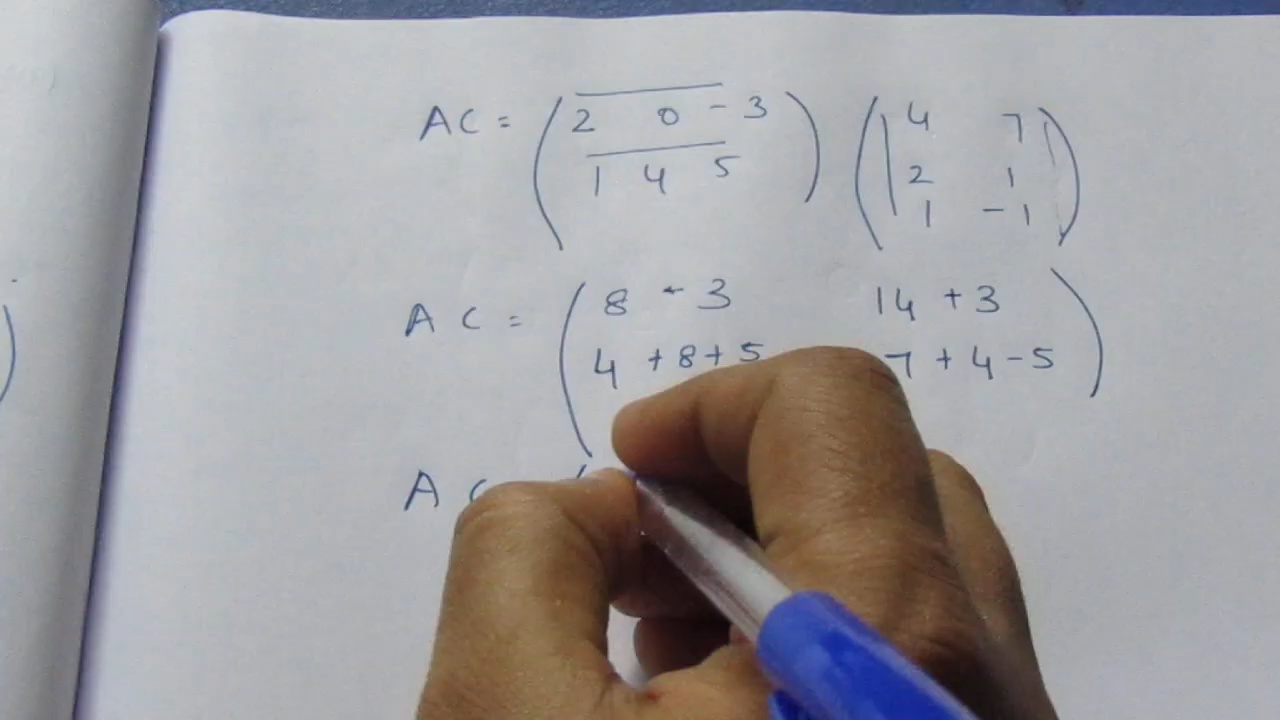 AC = ( 2 0 -3 ) ( 4 7 )
1 4 5 2 1
1 -1
AC = ( 8 - 3 14 + 3 )
4 + 8 + 5 7 + 4 - 5
AC